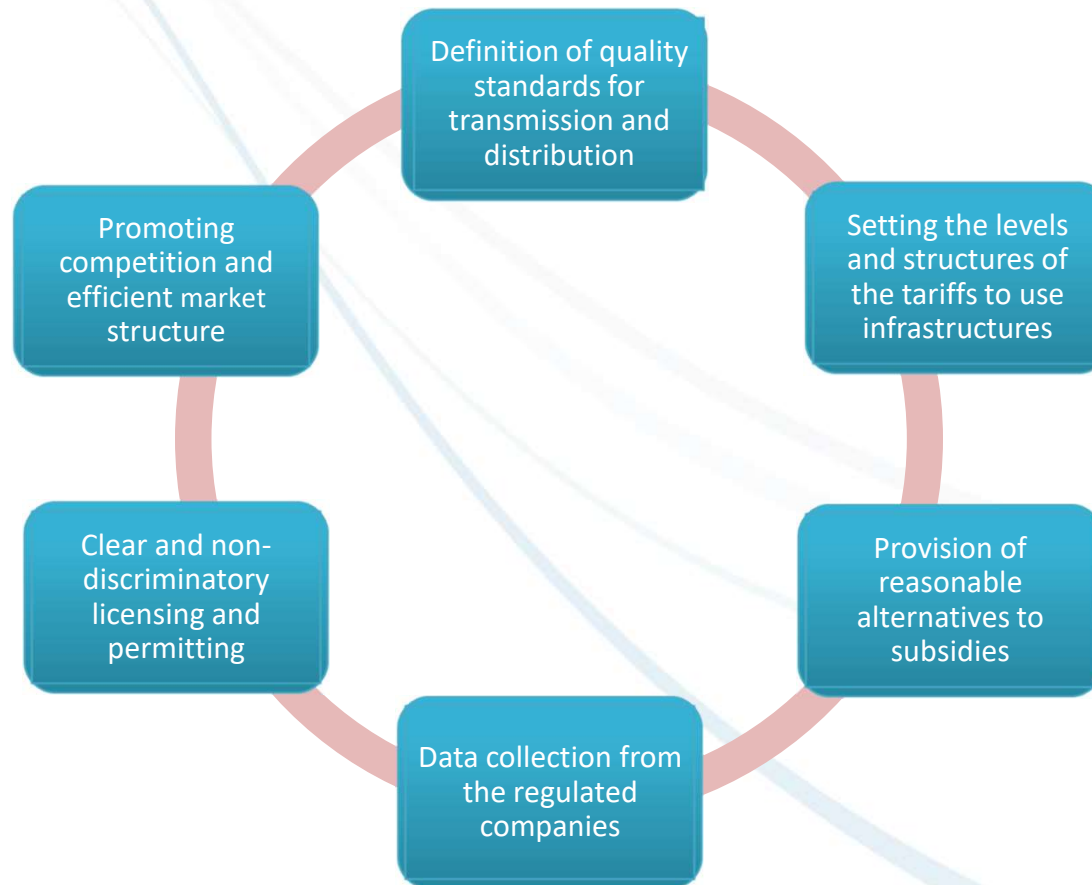 Definition of quality
standards for
transmission and
distribution
Setting the levels
and structures of
the tariffs to use
infrastructures
Provision of
reasonable
alternatives to
subsidies
Data collection from
the regulated
companies
Clear and non-
discriminatory
licensing and
permitting
Promoting
competition and
efficient market
structure